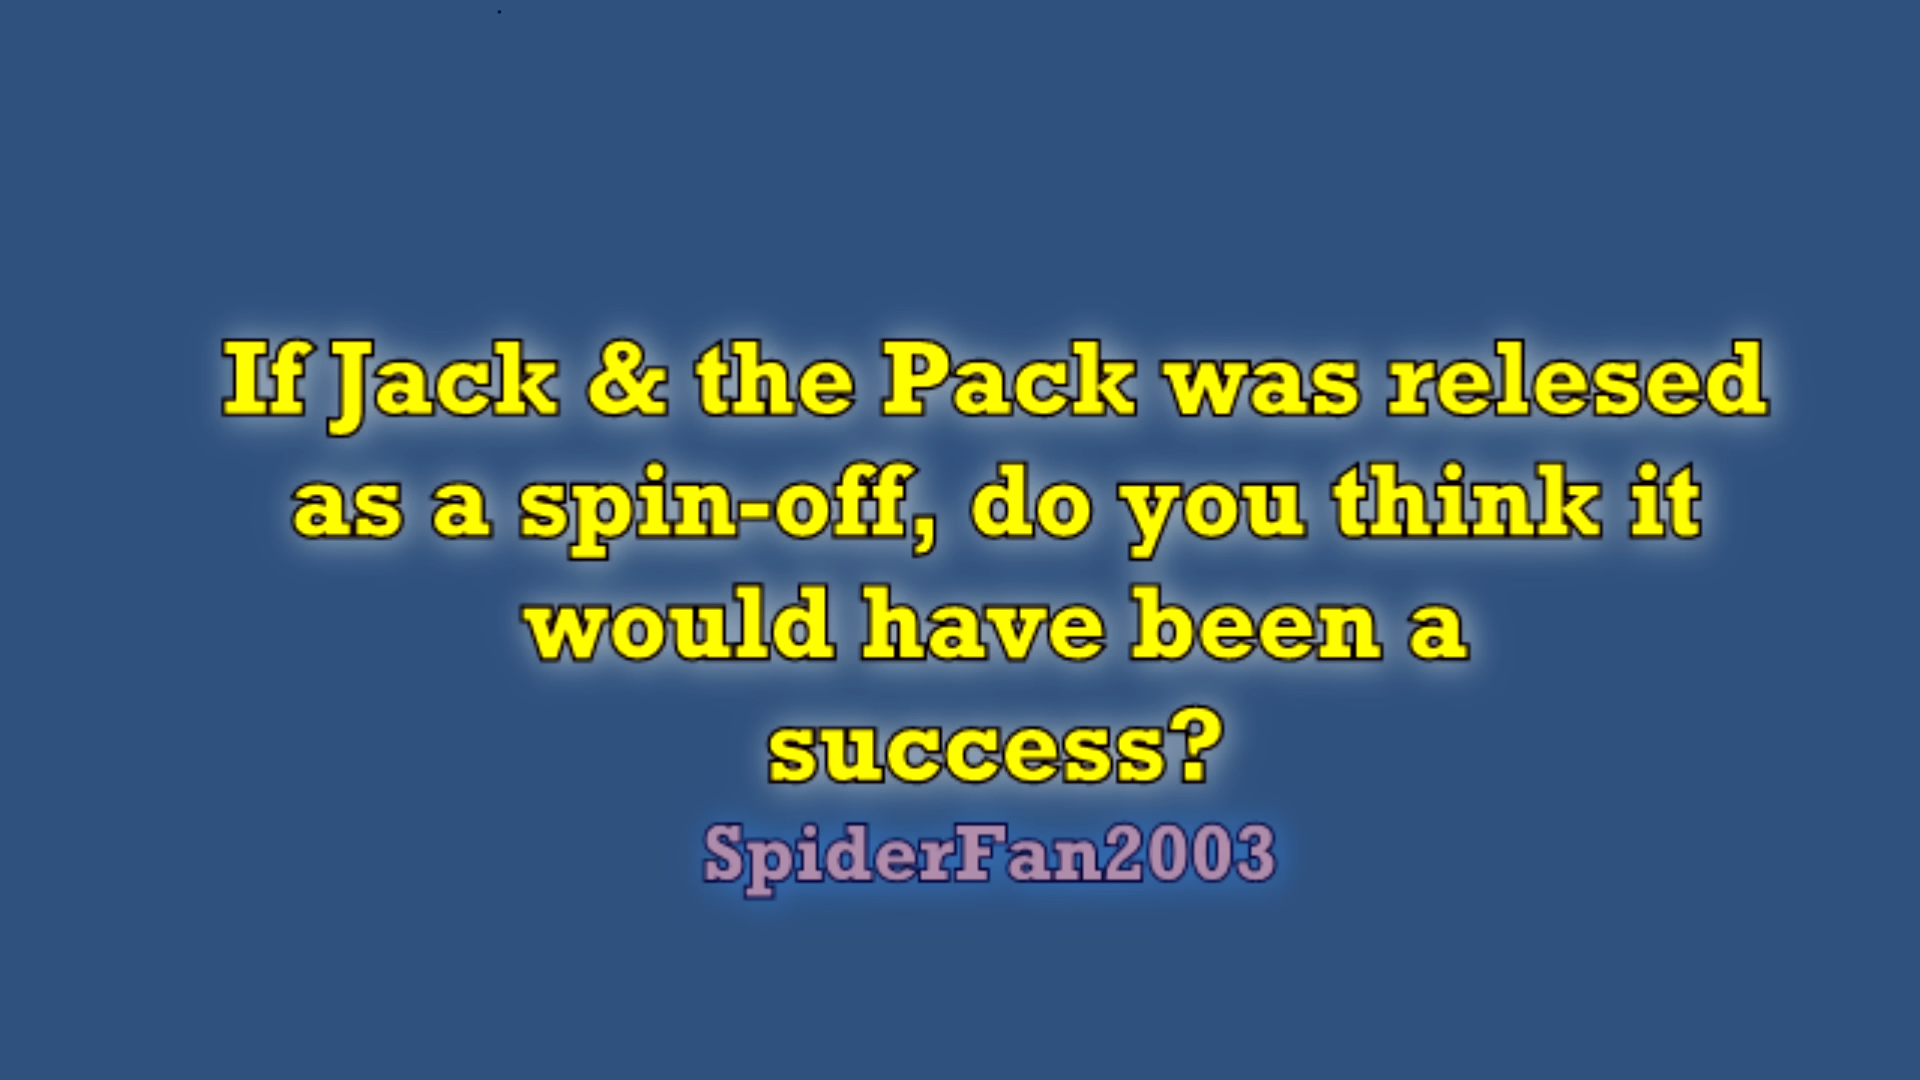 If Jack & the Pack was relesed
as a spin-off, do you think it
would have been a
success?
SpiderFan2003